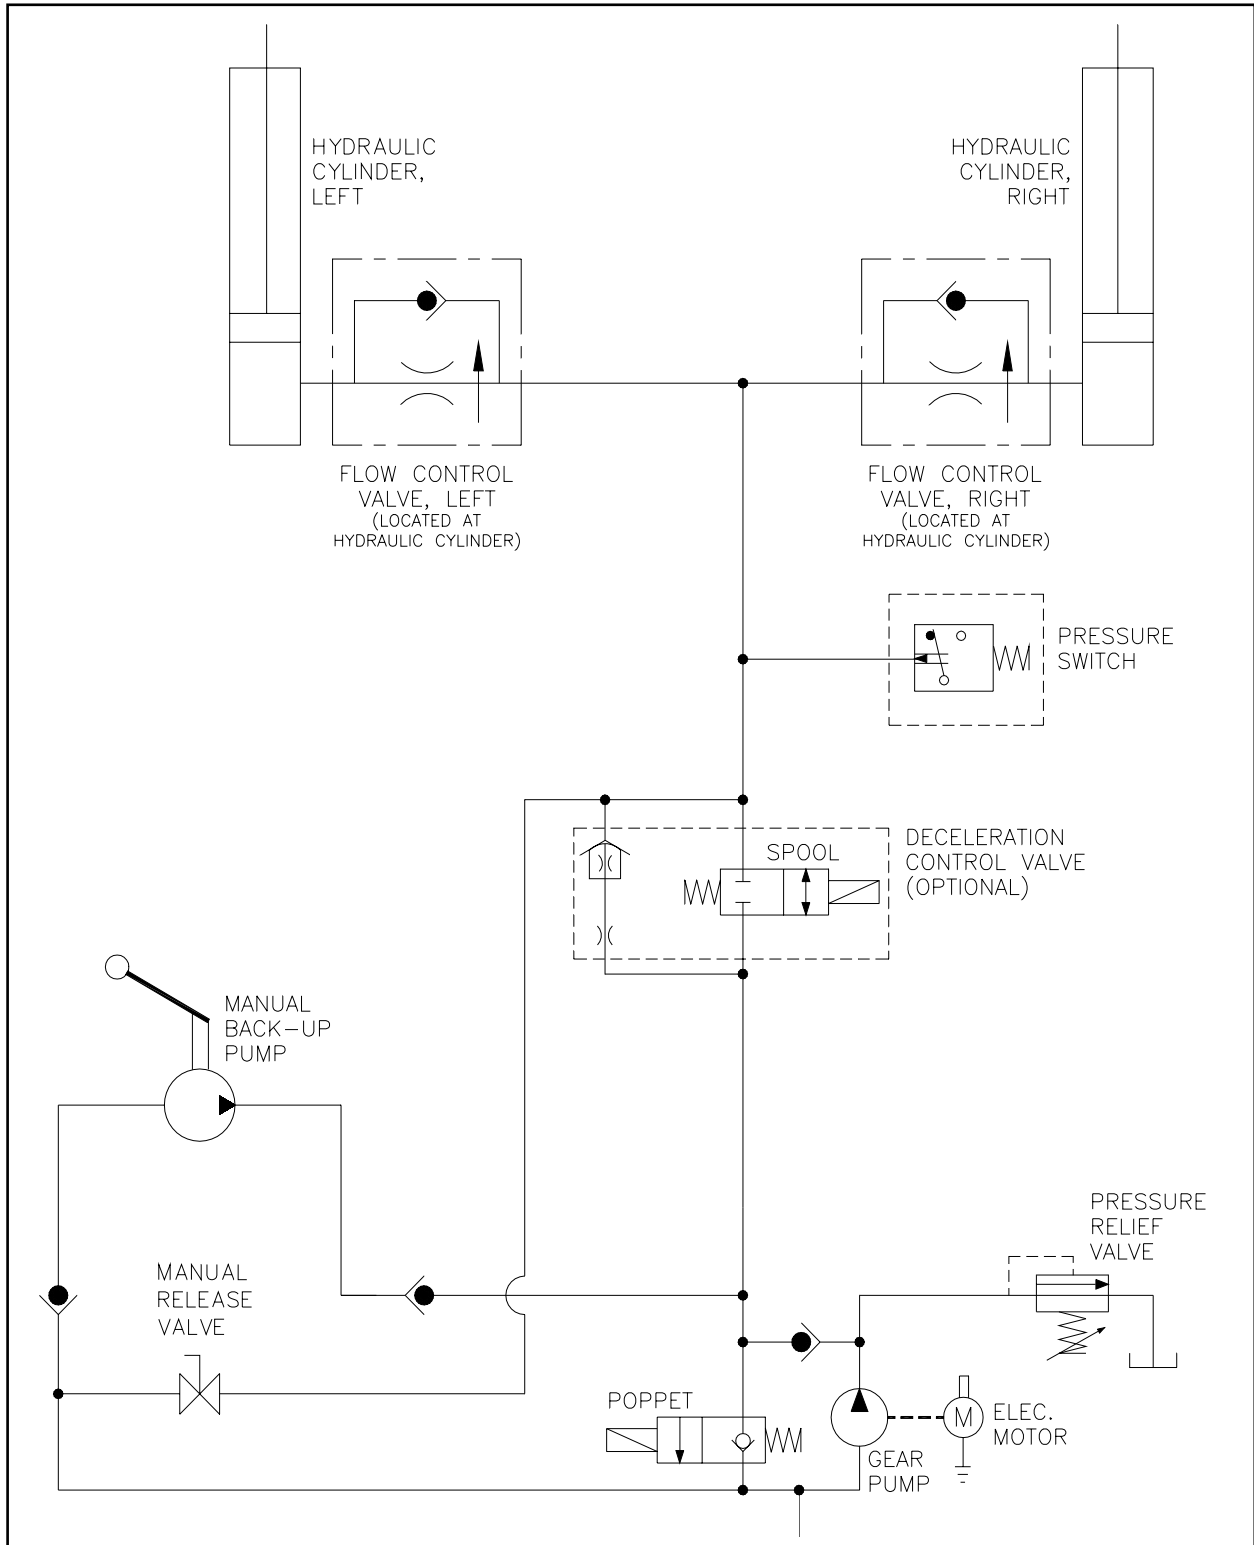 HYDRAULIC
CYLINDER,
LEFT
HYDRAULIC
CYLINDER,
RIGHT
FLOW CONTROL
VALVE, LEFT
(LOCATED AT
HYDRAULIC CYLINDER)
FLOW CONTROL
VALVE, RIGHT
(LOCATED AT
HYDRAULIC CYLINDER)
PRESSURE
SWITCH
SPOOL
DECELERATION
CONTROL VALVE
(OPTIONAL)
MANUAL
BACK-UP
PUMP
PRESSURE
RELIEF
VALVE
MANUAL
RELEASE
VALVE
POPPET
M
ELEC.
MOTOR
GEAR
PUMP